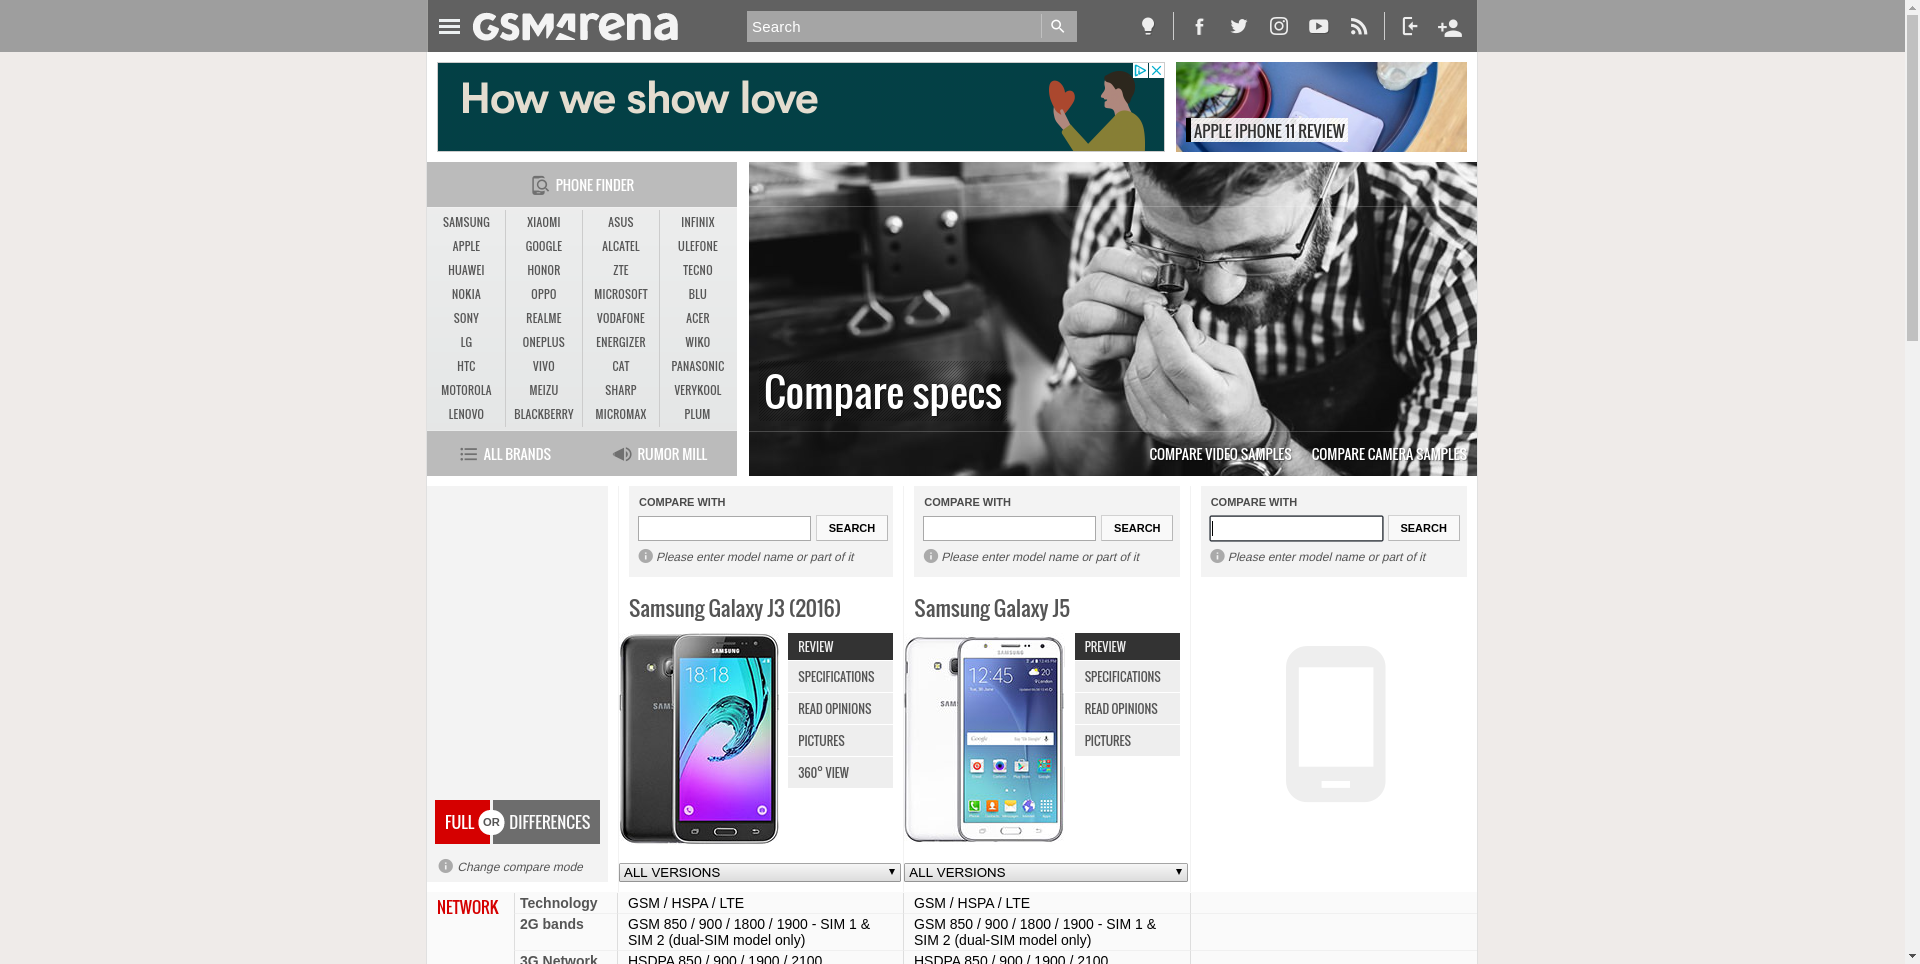 GSMArena
Search
How we show love
APPLE IPHONE 11 REVIEW
PHONE FINDER
SAMSUNG XIAOMI ASUS INFINIX
APPLE GOOGLE ALCATEL ULEFONE
HUAWEI HONOR ZTE TECNO
NOKIA OPPO MICROSOFT BLU
SONY REALME VODAFONE ACER
LG ONEPLUS ENERGIZER WIKO
HTC VIVO CAT PANASONIC
MOTOROLA MEIZU SHARP VERYKOOL
LENOVO BLACKBERRY MICROMAX PLUM
ALL BRANDS RUMOR MILL
Compare specs
COMPARE VIDEO SAMPLES COMPARE CAMERA SAMPLES
COMPARE WITH COMPARE WITH COMPARE WITH
SEARCH SEARCH SEARCH
Please enter model name or part of it Please enter model name or part of it Please enter model name or part of it
Samsung Galaxy J3 (2016) Samsung Galaxy J5
REVIEW
SPECIFICATIONS
READ OPINIONS
PICTURES
360° VIEW
SAMSUNG
18:18
PREVIEW
SPECIFICATIONS
READ OPINIONS
PICTURES
SAMSUNG
12:45
20°
Google
FULL OR DIFFERENCES
Change compare mode
ALL VERSIONS ALL VERSIONS
NETWORK Technology GSM / HSPA / LTE GSM / HSPA / LTE
2G bands GSM 850 / 900 / 1800 / 1900 - SIM 1 & GSM 850 / 900 / 1800 / 1900 - SIM 1 &
SIM 2 (dual-SIM model only) SIM 2 (dual-SIM model only)
3G Network HSDPA 850 / 900 / 1900 / 2100 HSDPA 850 / 900 / 1900 / 2100